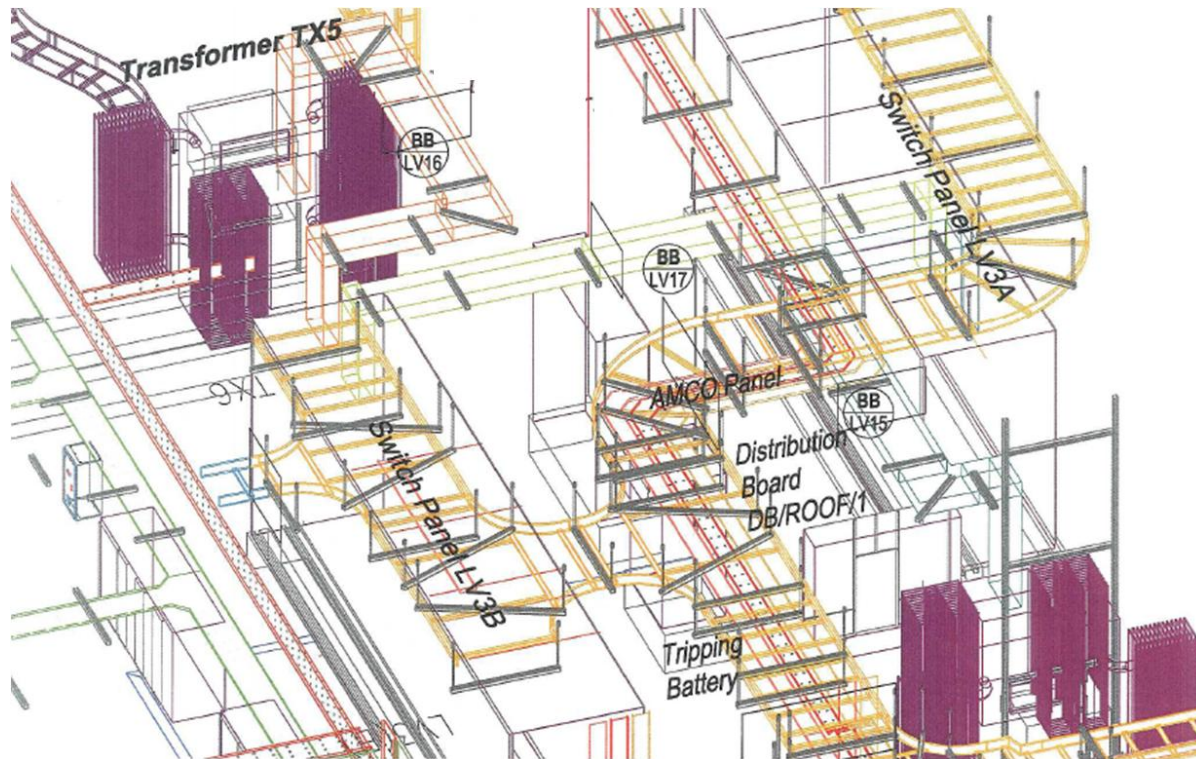 Transformer TX5
BB
LV16
Switch Panel LV3A
BB
LV17
TX6
AMCO Panel
BB
LV15
Switch Panel LV3B
Distribution
Board
DB/ROOF/1
Tripping
Battery